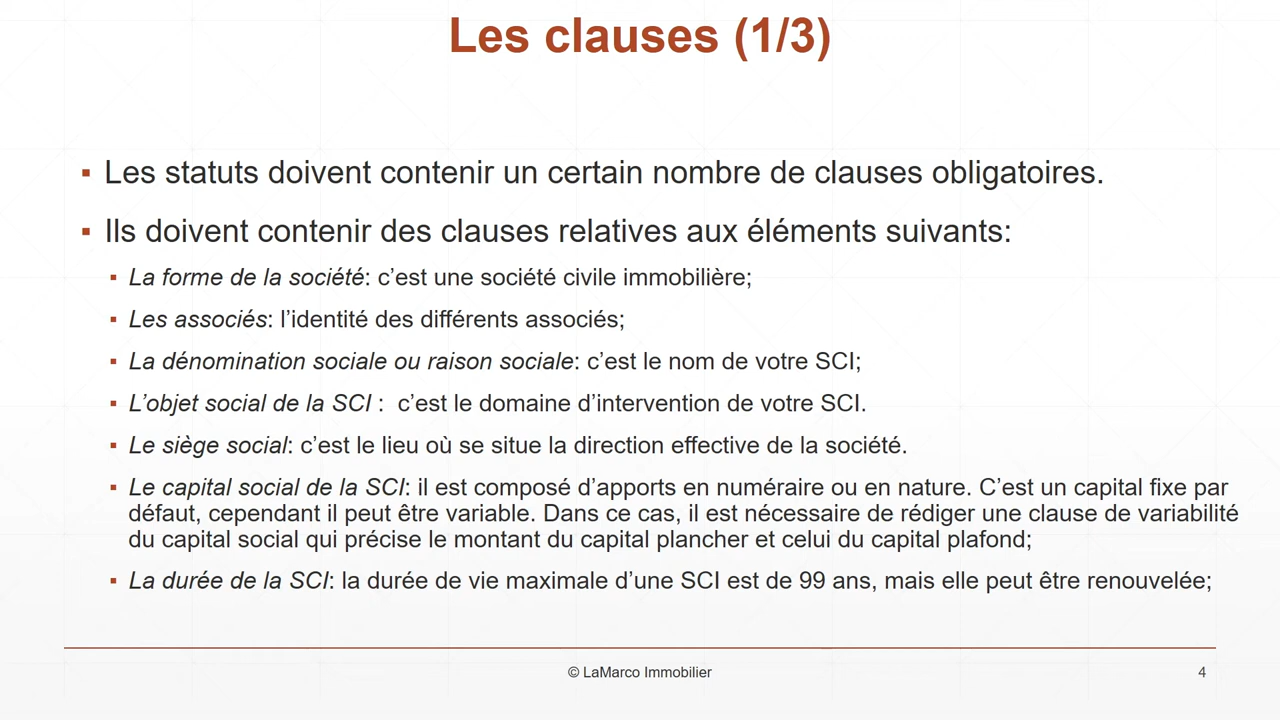 Les clauses (1/3)
▪ Les statuts doivent contenir un certain nombre de clauses obligatoires.
▪ Ils doivent contenir des clauses relatives aux éléments suivants:
▪ La forme de la société: c’est une société civile immobilière;
▪ Les associés: l’identité des différents associés;
▪ La dénomination sociale ou raison sociale: c’est le nom de votre SCI;
▪ L’objet social de la SCI :  c’est le domaine d’intervention de votre SCI.
▪ Le siège social: c’est le lieu où se situe la direction effective de la société.
▪ Le capital social de la SCI: il est composé d’apports en numéraire ou en nature. C’est un capital fixe par
défaut, cependant il peut être variable. Dans ce cas, il est nécessaire de rédiger une clause de variabilité
du capital social qui précise le montant du capital plancher et celui du capital plafond;
▪ La durée de la SCI: la durée de vie maximale d’une SCI est de 99 ans, mais elle peut être renouvelée;
© LaMarco Immobilier
4